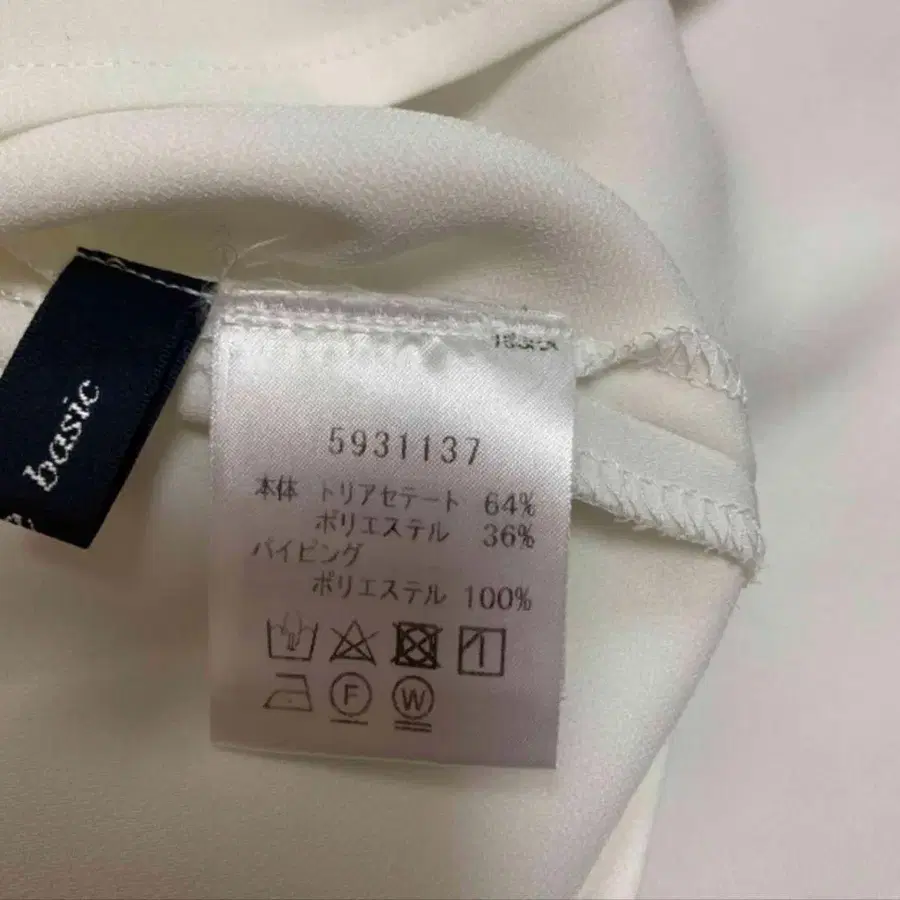 basic
5931137
本体 トリアセテート 64%
ポリエステル 36%
パイピング
ポリエステル 100%
F W